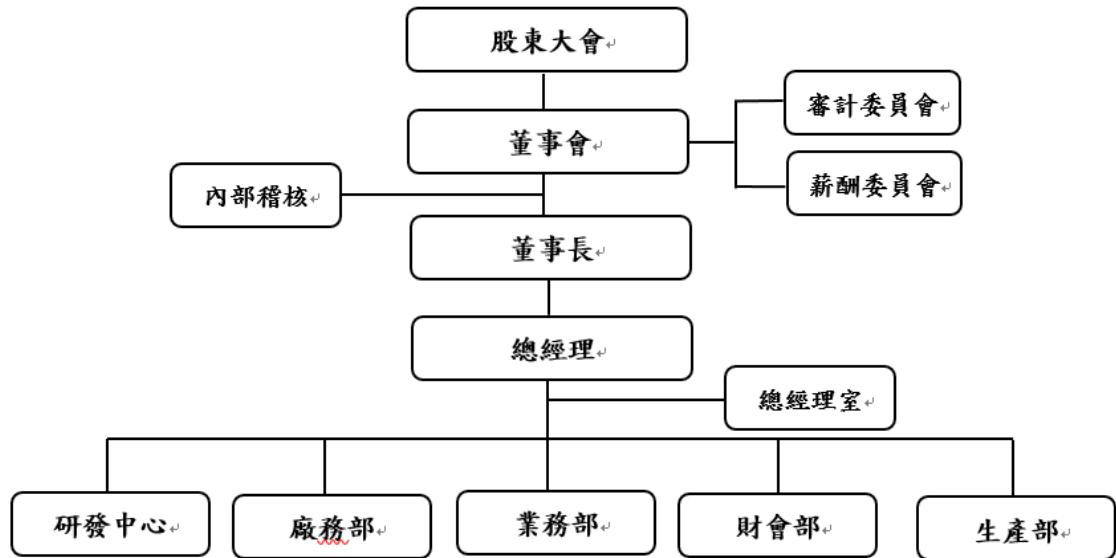 股東大會
董事會
審計委員會
薪酬委員會
內部稽核
董事長
總經理
總經理室
研發中心
廠務部
業務部
財會部
生產部